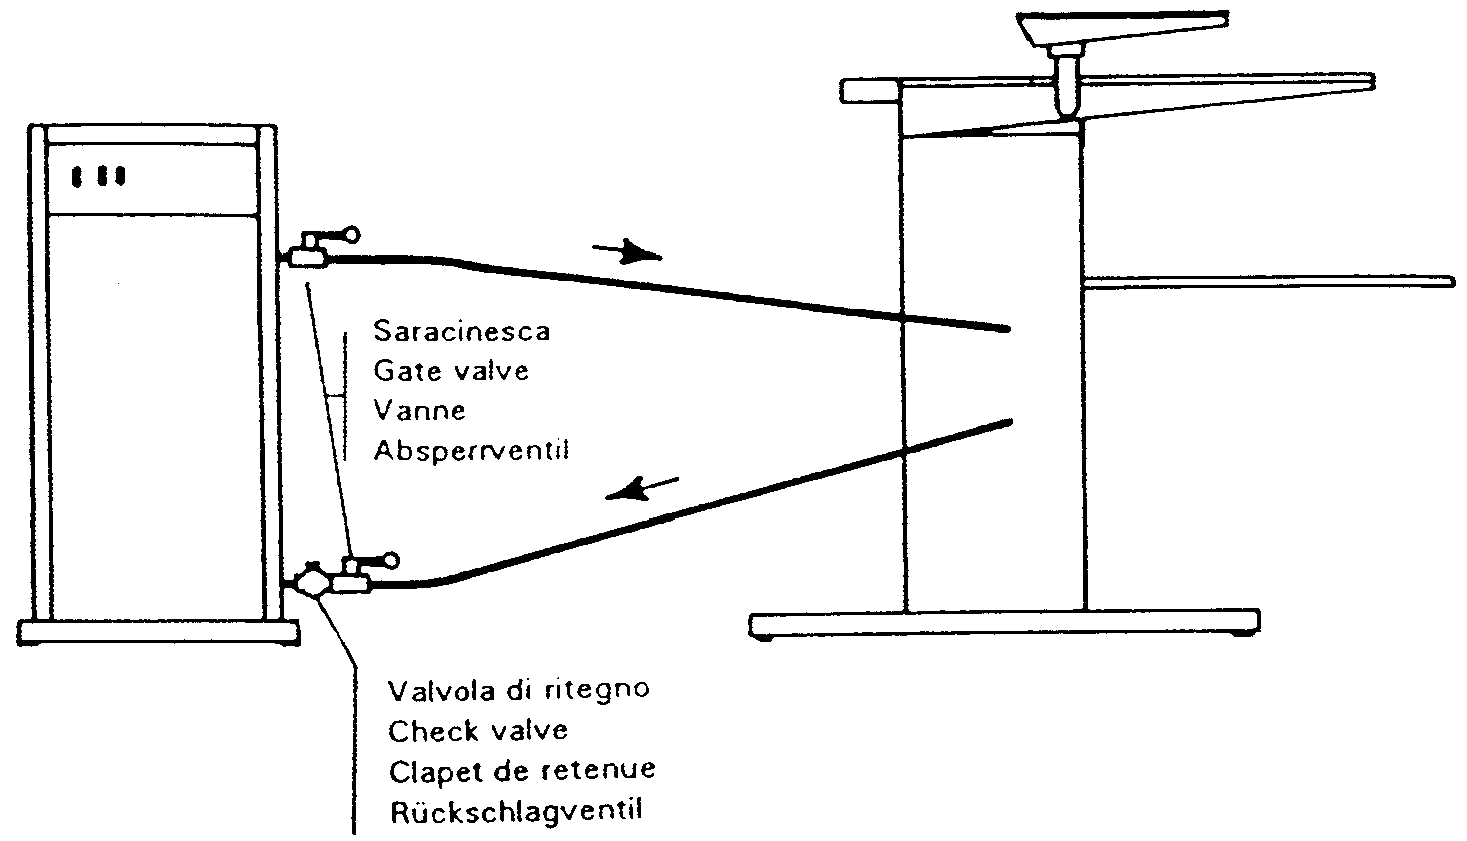 Saracinesca
Gate valve
Vanne
Absperrventil
Valvola di ritegno
Check valve
Clapet de retenue
Rückschlagventil